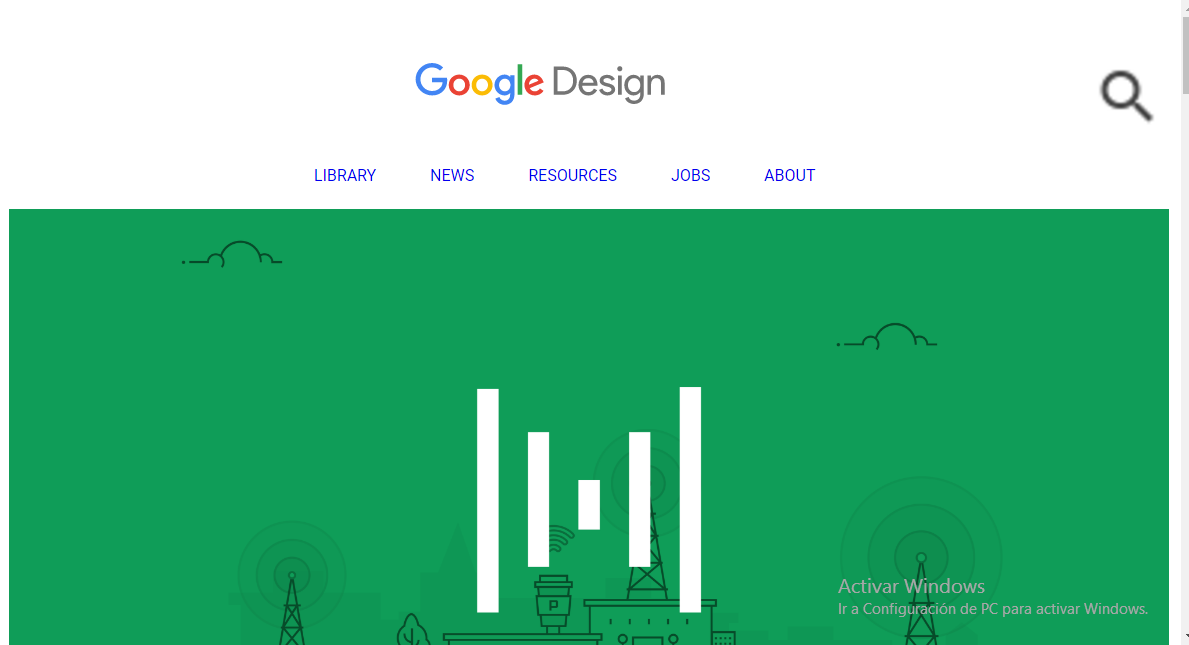 Google Design
LIBRARY NEWS RESOURCES JOBS ABOUT
P
Activar Windows
Ir a Configuración de PC para activar Windows.